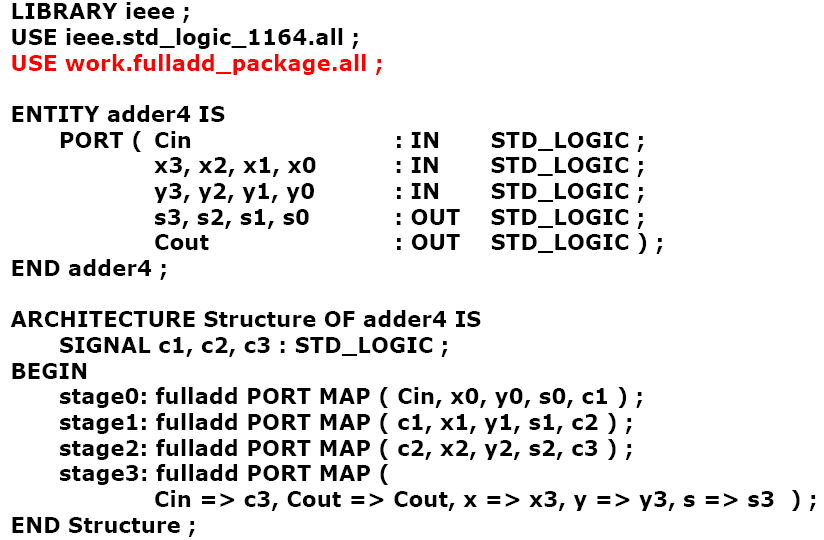 LIBRARY ieee ;
USE ieee.std_logic_1164.all ;
USE work.fulladd_package.all ;
ENTITY adder4 IS
PORT ( Cin : IN STD_LOGIC ;
x3, x2, x1, x0 : IN STD_LOGIC ;
y3, y2, y1, y0 : IN STD_LOGIC ;
s3, s2, s1, s0 : OUT STD_LOGIC ;
Cout : OUT STD_LOGIC ) ;
END adder4 ;
ARCHITECTURE Structure OF adder4 IS
SIGNAL c1, c2, c3 : STD_LOGIC ;
BEGIN
stage0: fulladd PORT MAP ( Cin, x0, y0, s0, c1 ) ;
stage1: fulladd PORT MAP ( c1, x1, y1, s1, c2 ) ;
stage2: fulladd PORT MAP ( c2, x2, y2, s2, c3 ) ;
stage3: fulladd PORT MAP (
Cin => c3, Cout => Cout, x => x3, y => y3, s => s3 ) ;
END Structure ;